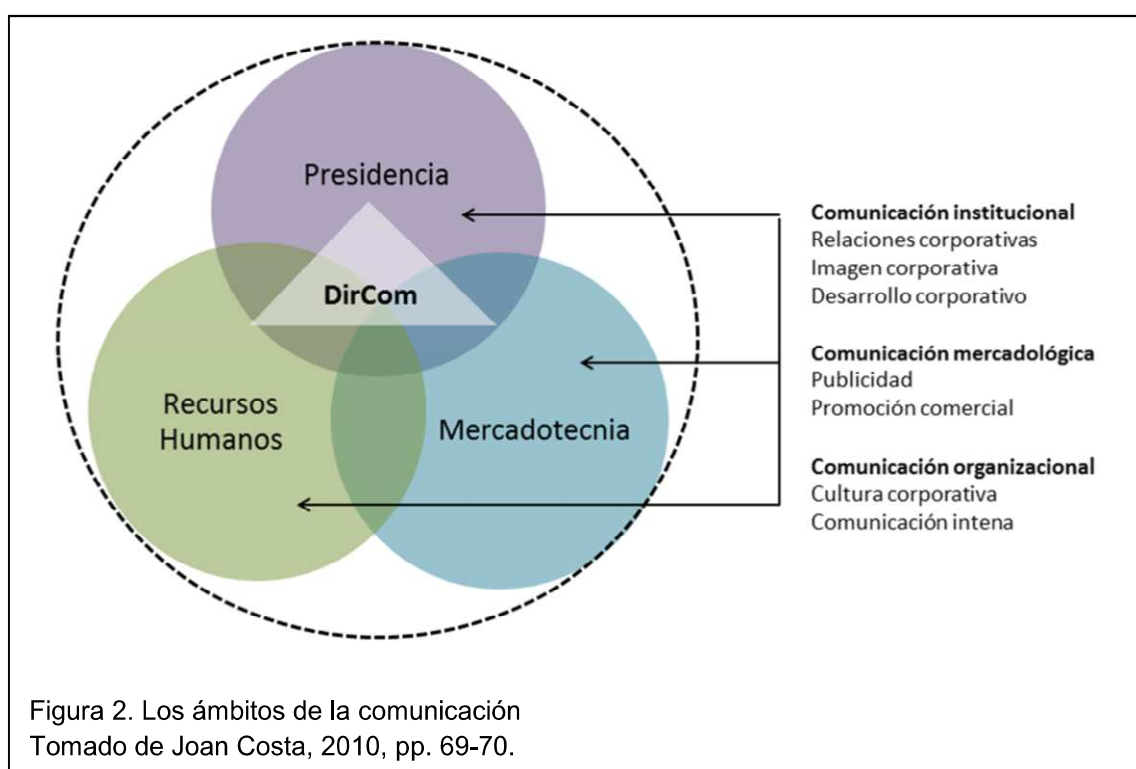 Presidencia
DirCom
Recursos
Humanos
Mercadotecnia
Comunicación institucional
Relaciones corporativas
Imagen corporativa
Desarrollo corporativo
Comunicación mercadológica
Publicidad
Promoción comercial
Comunicación organizacional
Cultura corporativa
Comunicación intena
Figura 2. Los ámbitos de la comunicación
Tomado de Joan Costa, 2010, pp. 69-70.